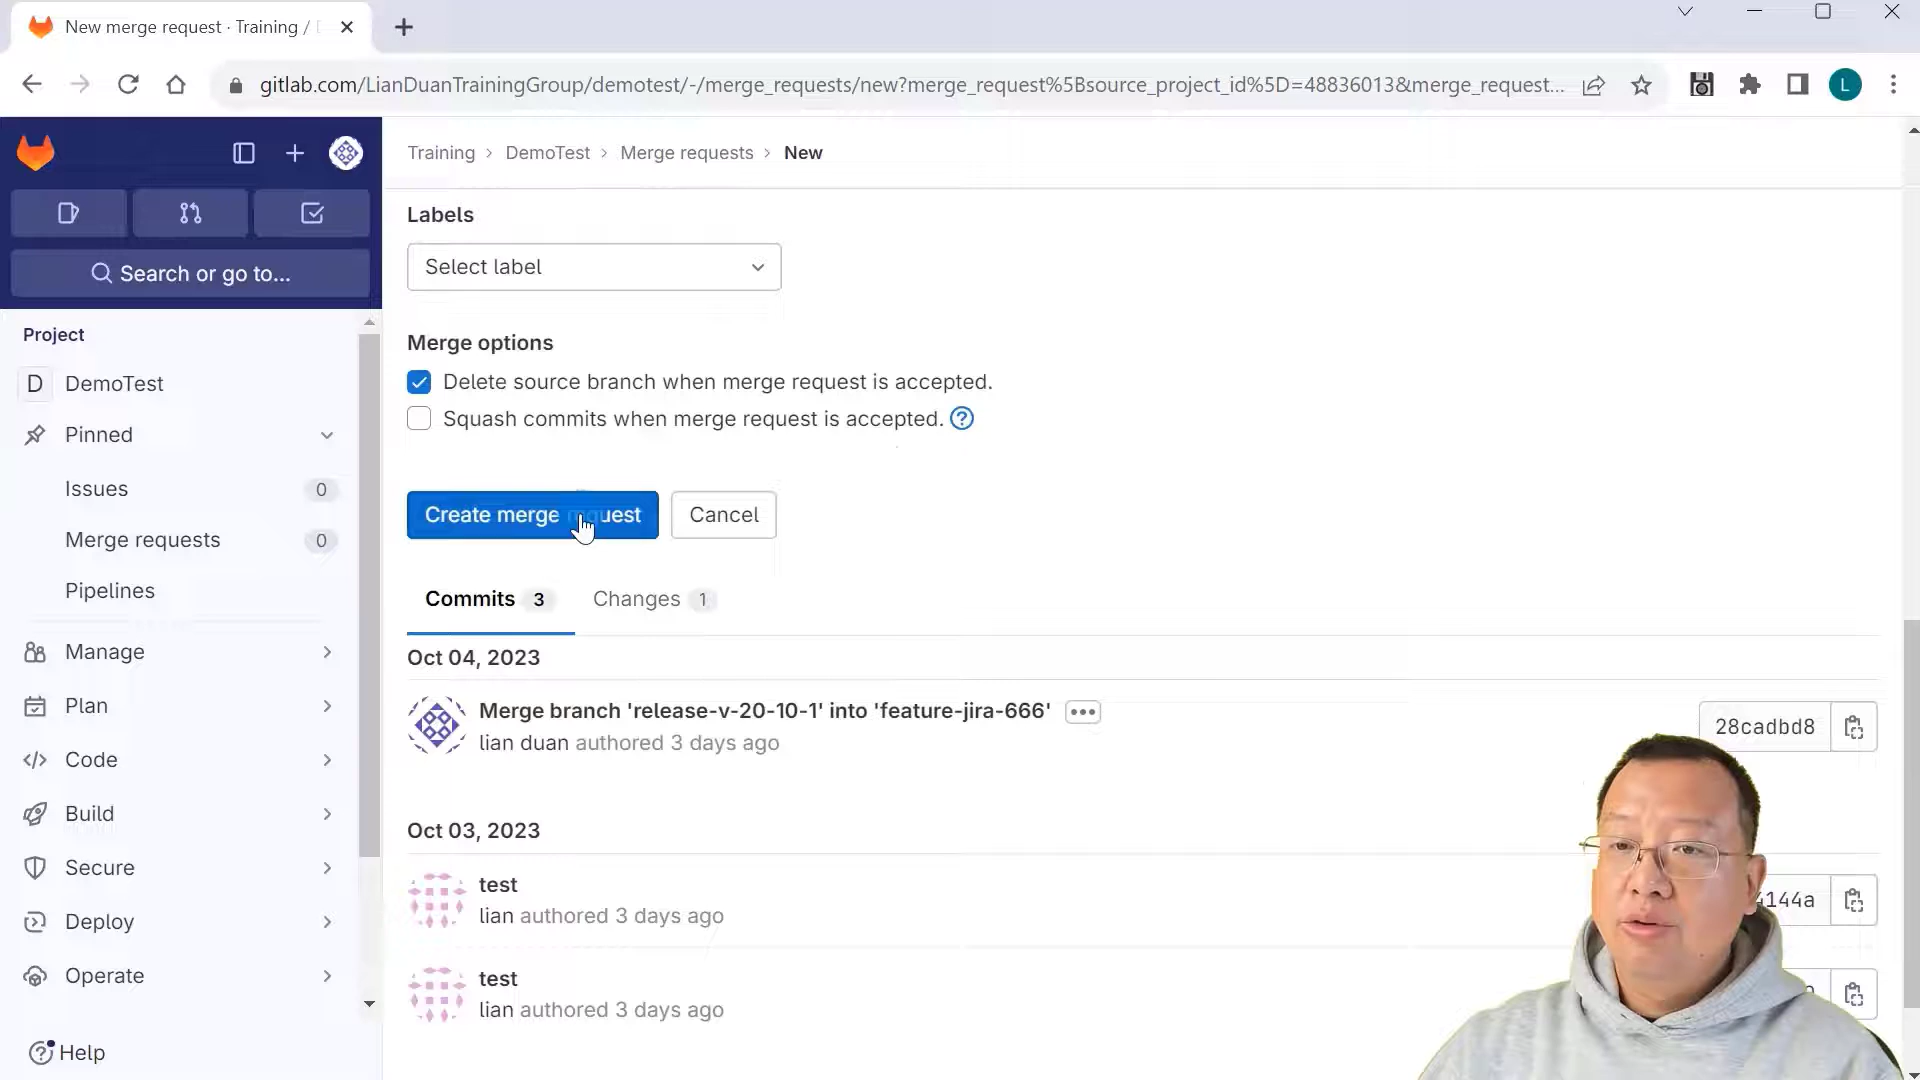 New merge request · Training /
gitlab.com/LianDuanTrainingGroup/demotest/-/merge_requests/new?merge_request%5Bsource_project_id%5D=48836013&merge_request...
L
Training > DemoTest > Merge requests > New
Search or go to...
Project
D DemoTest
Pinned
Issues 0
Merge requests 0
Pipelines
Manage
Plan
Code
Build
Secure
Deploy
Operate
Help
Labels
Select label
Merge options
Delete source branch when merge request is accepted.
Squash commits when merge request is accepted.
Create merge request
Cancel
Commits 3
Changes 1
Oct 04, 2023
Merge branch 'release-v-20-10-1' into 'feature-jira-666'
lian duan authored 3 days ago
28cadbd8
Oct 03, 2023
test
lian authored 3 days ago
test
lian authored 3 days ago